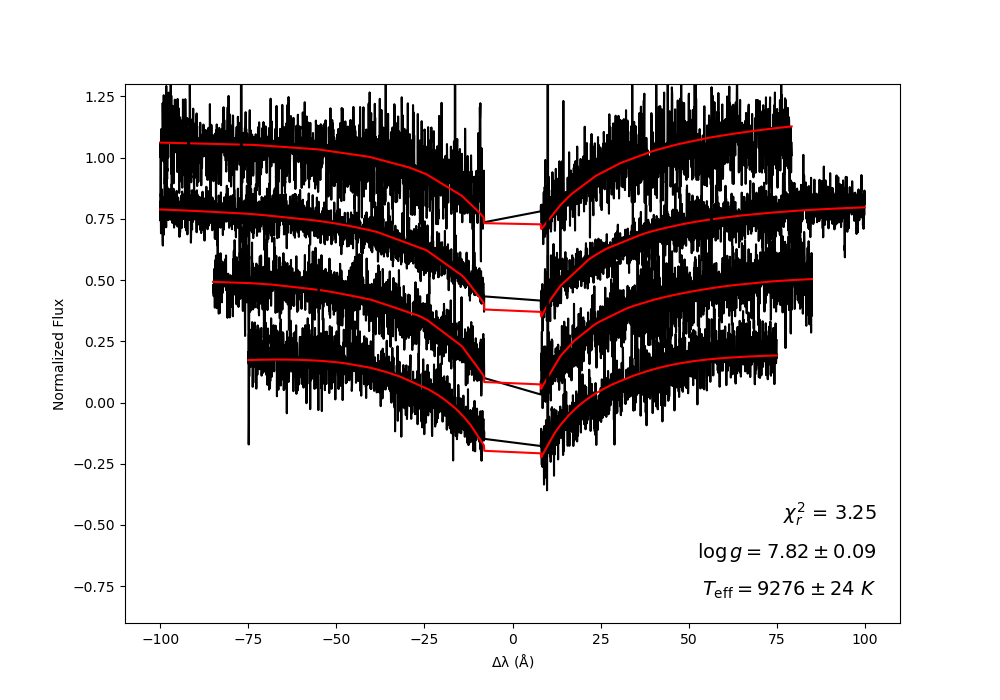 1.25
1.00
0.75
0.50
0.25
0.00
−0.25
−0.50
−0.75
Normalized Flux
χ²ᵣ = 3.25
log g = 7.82 ± 0.09
T_eff = 9276 ± 24 K
−100 −75 −50 −25 0 25 50 75 100
Δλ (Å)